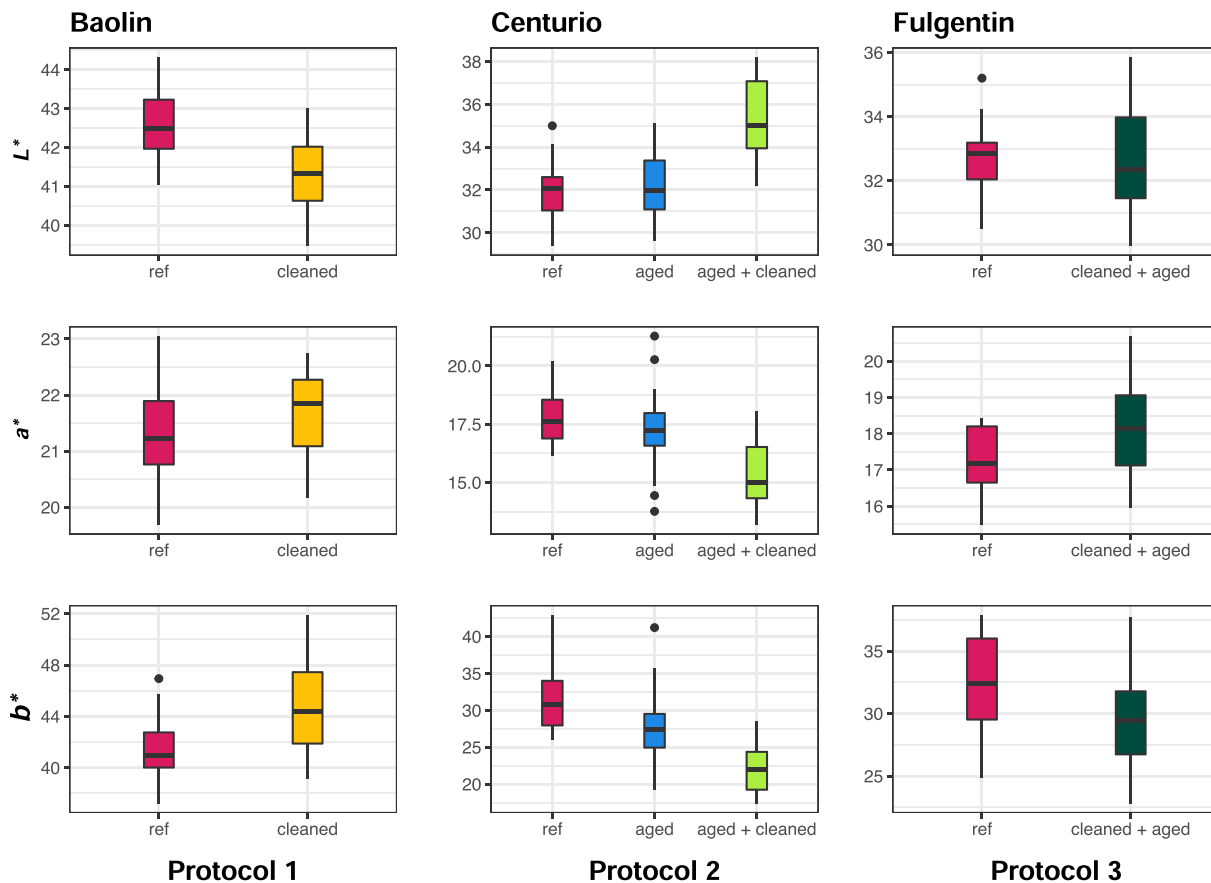 Baolin Centurio Fulgentin
L*
44
43
42
41
40
ref cleaned
38
36
34
32
30
ref aged aged + cleaned
36
34
32
30
ref cleaned + aged
a*
23
22
21
20
ref cleaned
20.0
17.5
15.0
ref aged aged + cleaned
20
19
18
17
16
ref cleaned + aged
b*
52
48
44
40
ref cleaned
40
35
30
25
20
ref aged aged + cleaned
35
30
25
ref cleaned + aged
Protocol 1 Protocol 2 Protocol 3